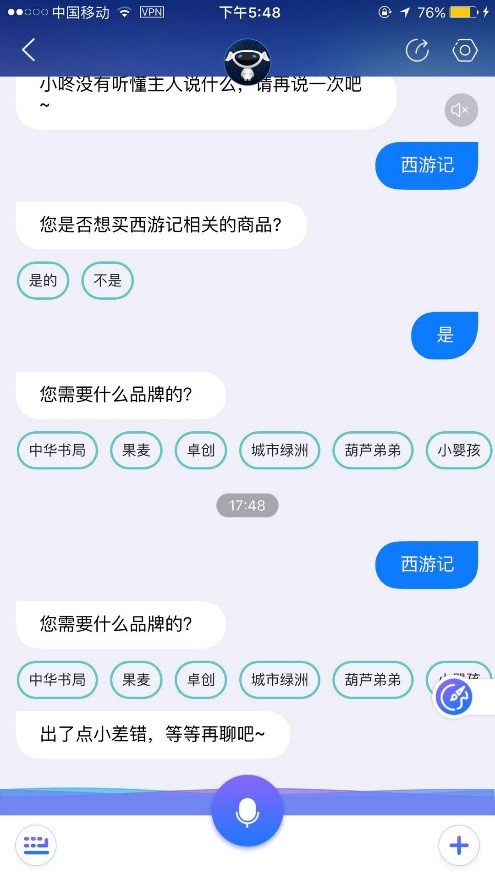 中国移动 VPN 下午5:48 76%
小咚没有听懂主人说什么，请再说一次吧
~
西游记
您是否想买西游记相关的商品?
是的 不是
是
您需要什么品牌的?
中华书局 果麦 卓创 城市绿洲 葫芦弟弟 小婴孩
17:48
西游记
您需要什么品牌的?
中华书局 果麦 卓创 城市绿洲 葫芦弟弟 小婴孩
出了点小差错，等等再聊吧~